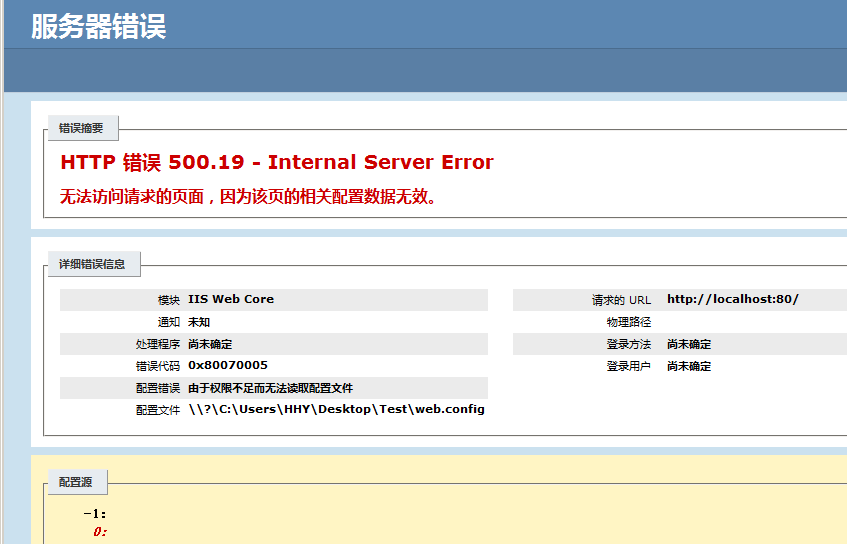 服务器错误
错误摘要
HTTP 错误 500.19 - Internal Server Error
无法访问请求的页面，因为该页的相关配置数据无效。
详细错误信息
模块 IIS Web Core
通知 未知
处理程序 尚未确定
错误代码 0x80070005
配置错误 由于权限不足而无法读取配置文件
配置文件 \\?\C:\Users\HHY\Desktop\Test\web.config
请求的 URL http://localhost:80/
物理路径
登录方法 尚未确定
登录用户 尚未确定
配置源
-1:
0: